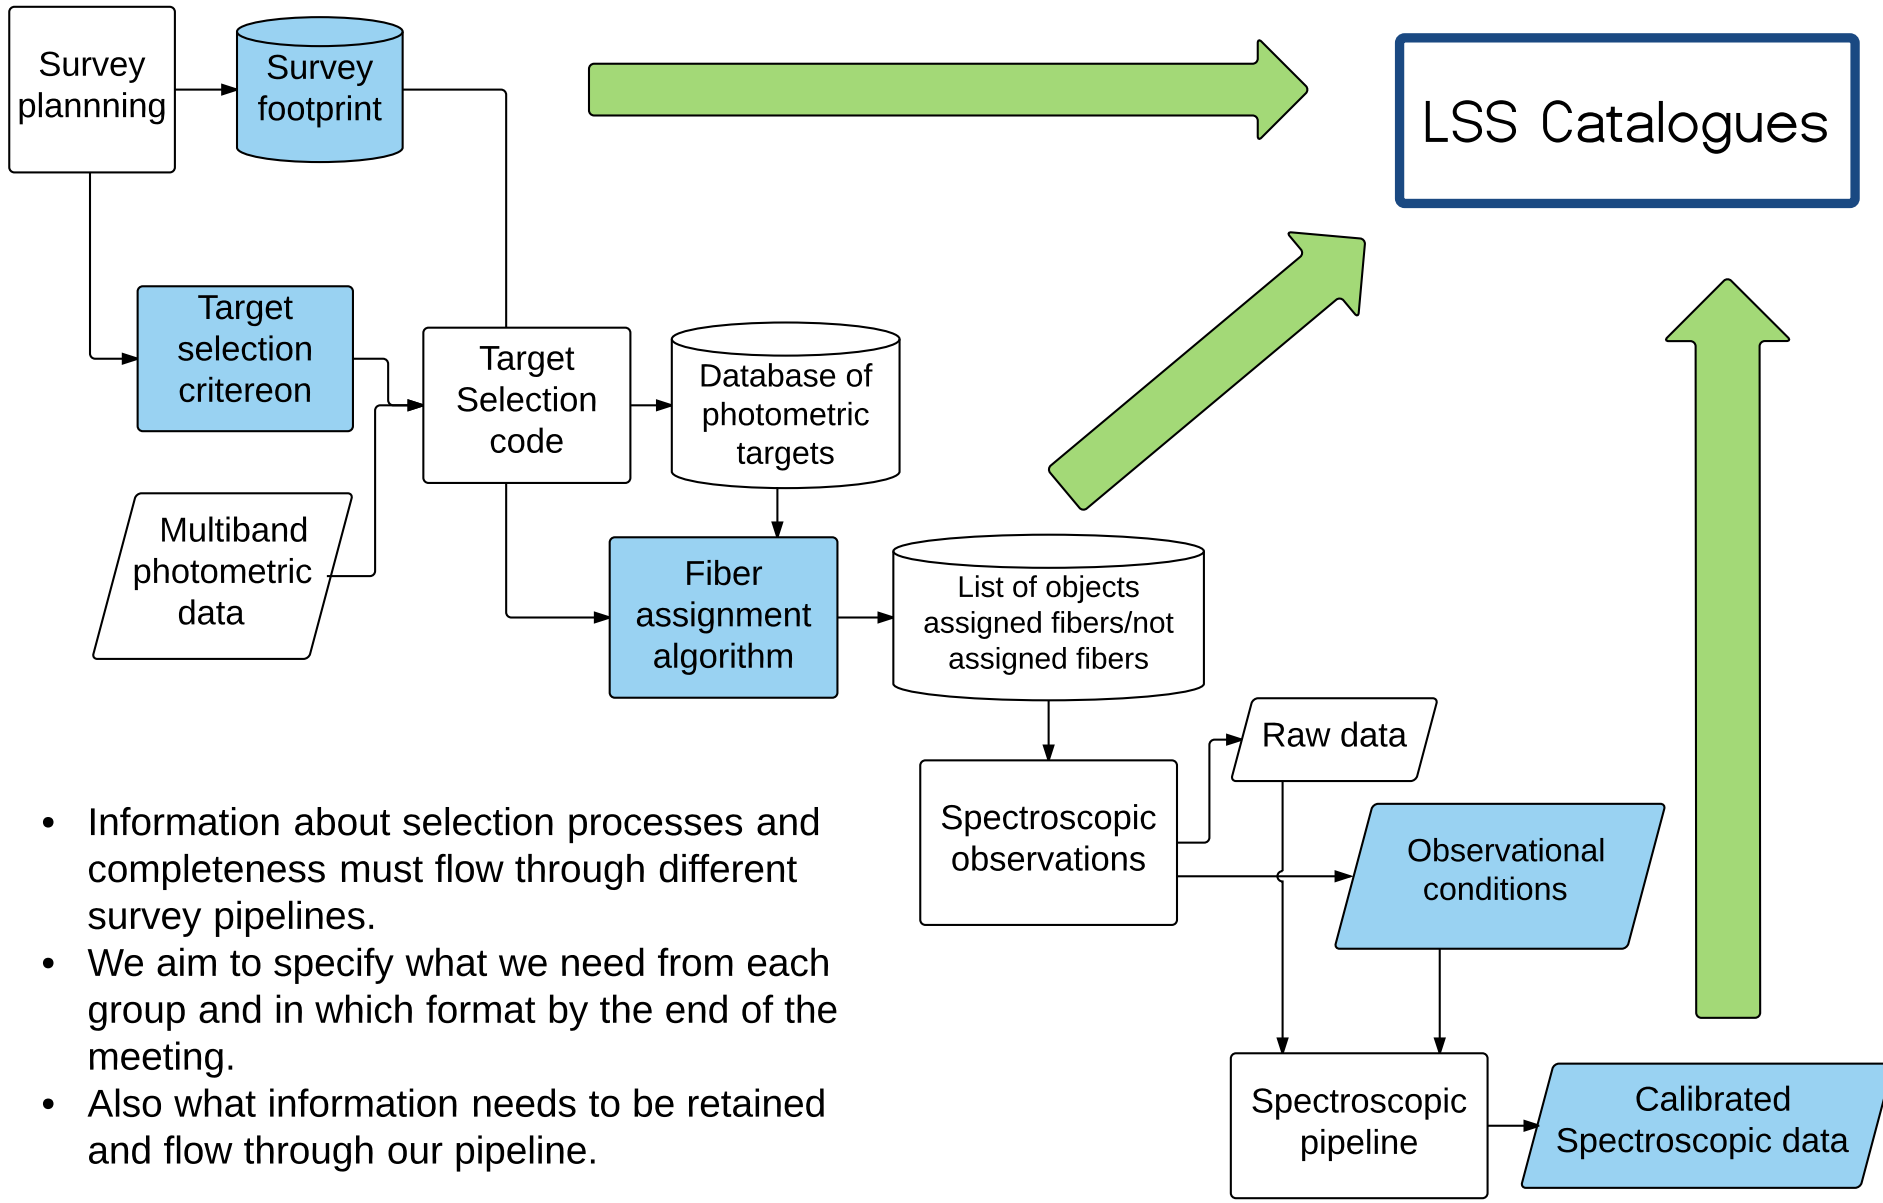 Survey
plannning
Survey
footprint
LSS Catalogues
Target
selection
critereon
Target
Selection
code
Database of
photometric
targets
Multiband
photometric
data
Fiber
assignment
algorithm
List of objects
assigned fibers/not
assigned fibers
Raw data
Spectroscopic
observations
Observational
conditions
Spectroscopic
pipeline
Calibrated
Spectroscopic data
• Information about selection processes and
completeness must flow through different
survey pipelines.
• We aim to specify what we need from each
group and in which format by the end of the
meeting.
• Also what information needs to be retained
and flow through our pipeline.